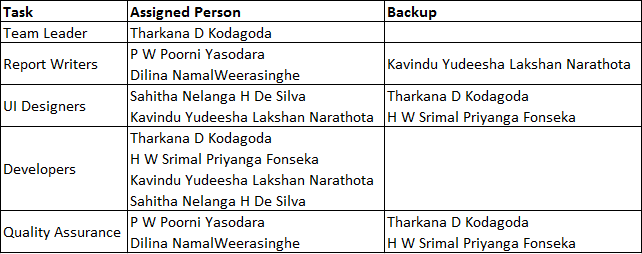 Task Assigned Person Backup
Team Leader Tharkana D Kodagoda
Report Writers P W Poorni Yasodara Kavindu Yudeesha Lakshan Narathota
Dilina NamalWeerasinghe
UI Designers Sahitha Nelanga H De Silva Tharkana D Kodagoda
Kavindu Yudeesha Lakshan Narathota H W Srimal Priyanga Fonseka
Developers Tharkana D Kodagoda
H W Srimal Priyanga Fonseka
Kavindu Yudeesha Lakshan Narathota
Sahitha Nelanga H De Silva
Quality Assurance P W Poorni Yasodara Tharkana D Kodagoda
Dilina NamalWeerasinghe H W Srimal Priyanga Fonseka